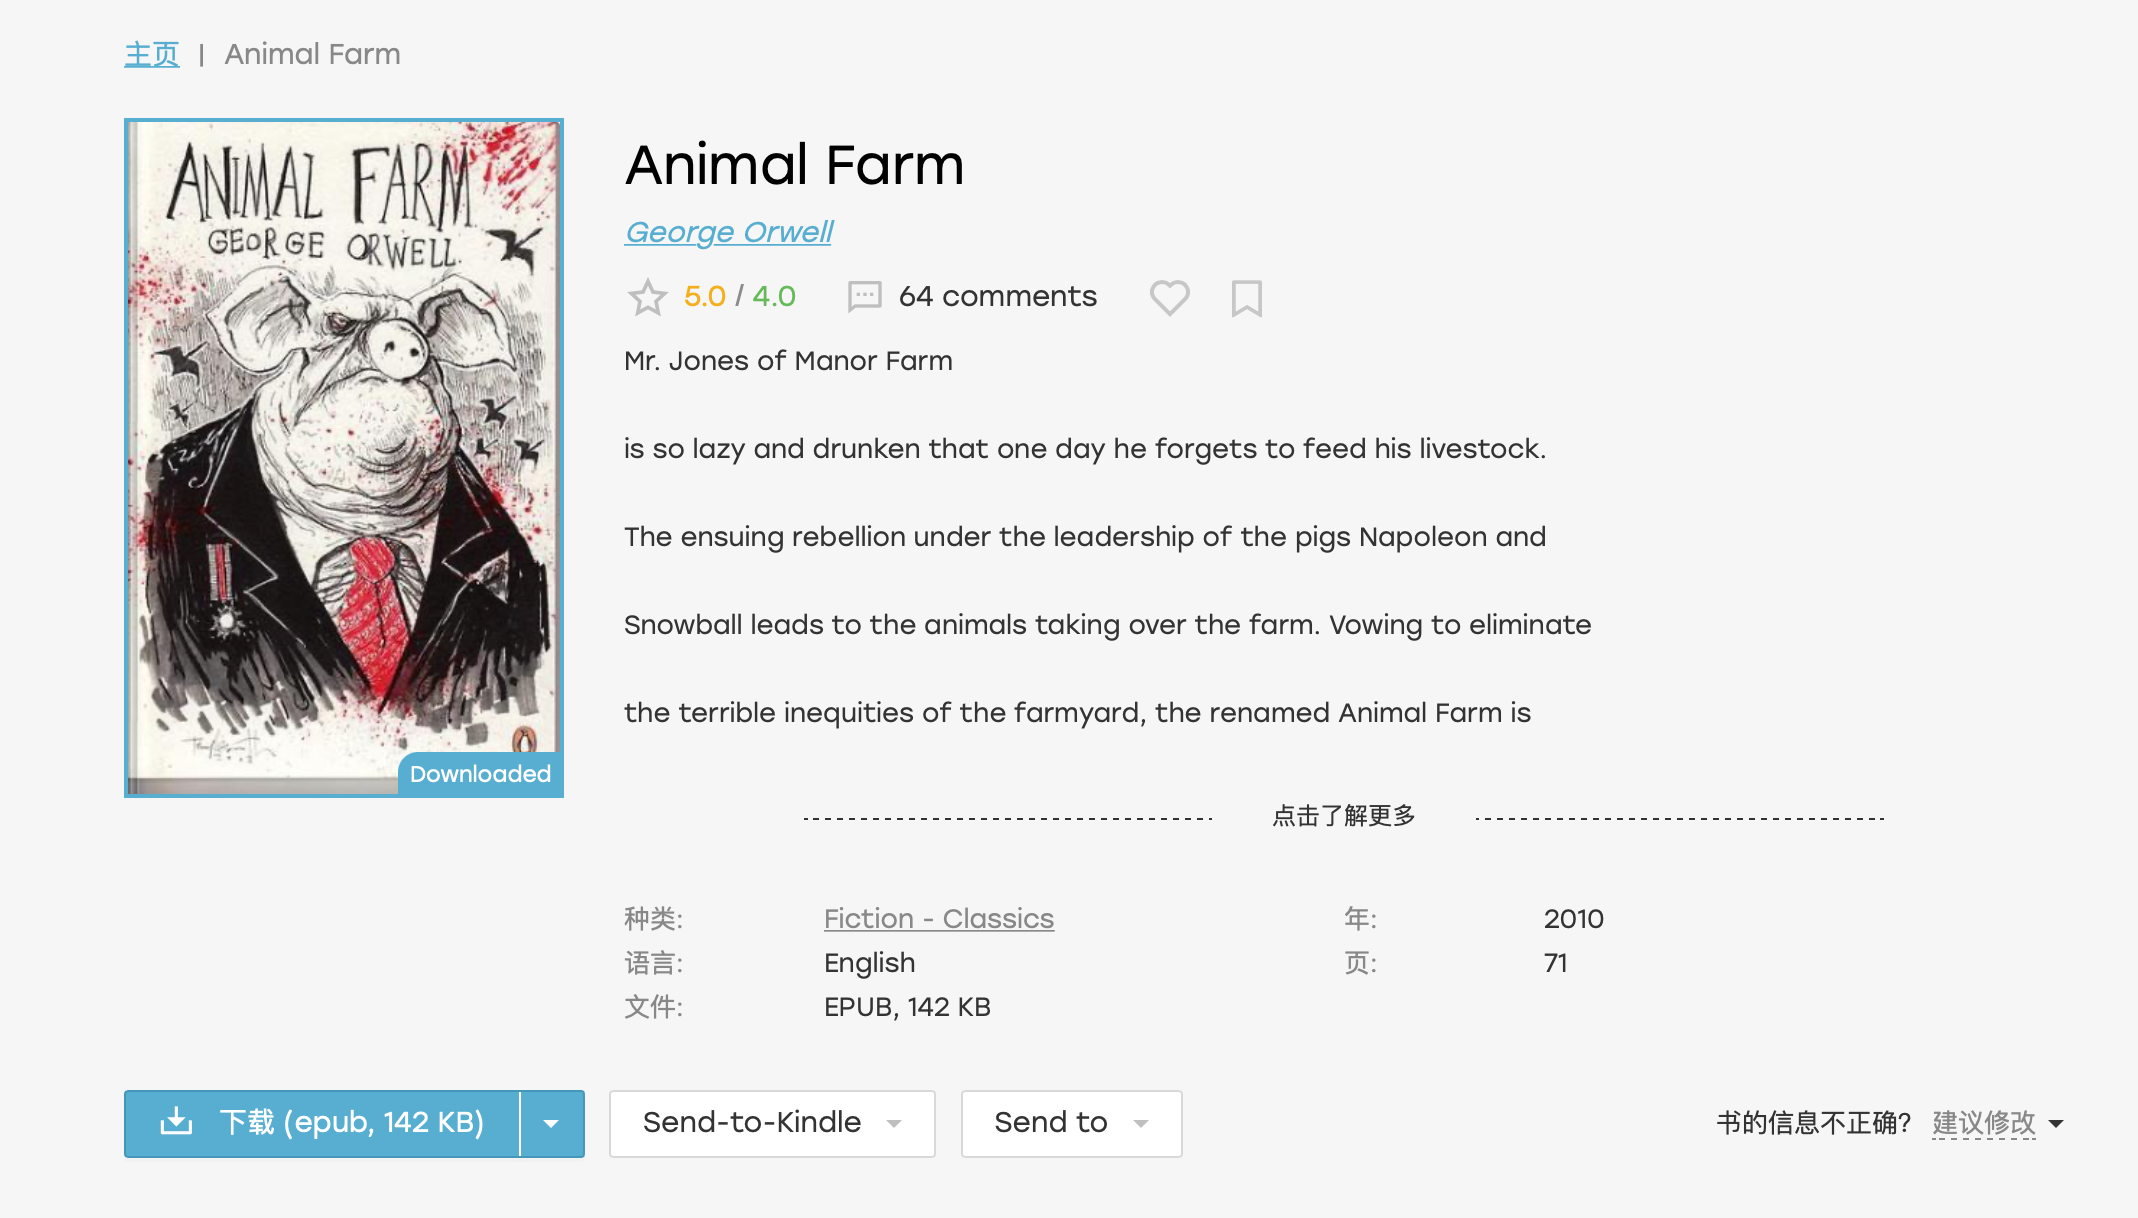 主页 | Animal Farm
ANIMAL FARM
GEORGE ORWELL.
Downloaded
Animal Farm
George Orwell
5.0 / 4.0 64 comments
Mr. Jones of Manor Farm
is so lazy and drunken that one day he forgets to feed his livestock.
The ensuing rebellion under the leadership of the pigs Napoleon and
Snowball leads to the animals taking over the farm. Vowing to eliminate
the terrible inequities of the farmyard, the renamed Animal Farm is
点击了解更多
种类: Fiction - Classics 年: 2010
语言: English 页: 71
文件: EPUB, 142 KB
下载 (epub, 142 KB) Send-to-Kindle Send to 书的信息不正确? 建议修改